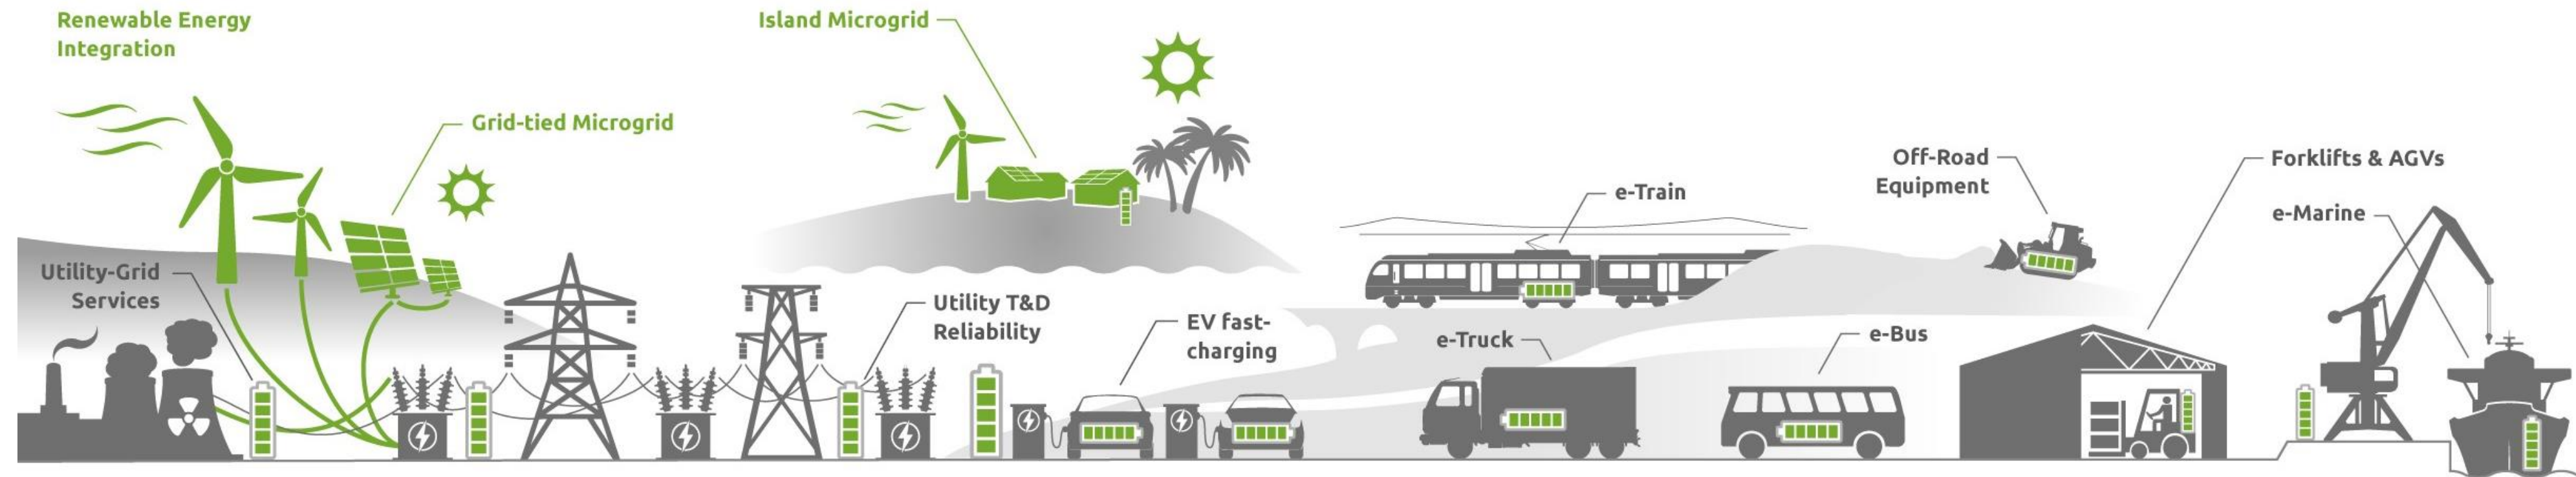 Renewable Energy
Integration
Grid-tied Microgrid
Utility-Grid
Services
Island Microgrid
Utility T&D
Reliability
EV fast-
charging
e-Train
e-Truck
e-Bus
Off-Road
Equipment
Forklifts & AGVs
e-Marine